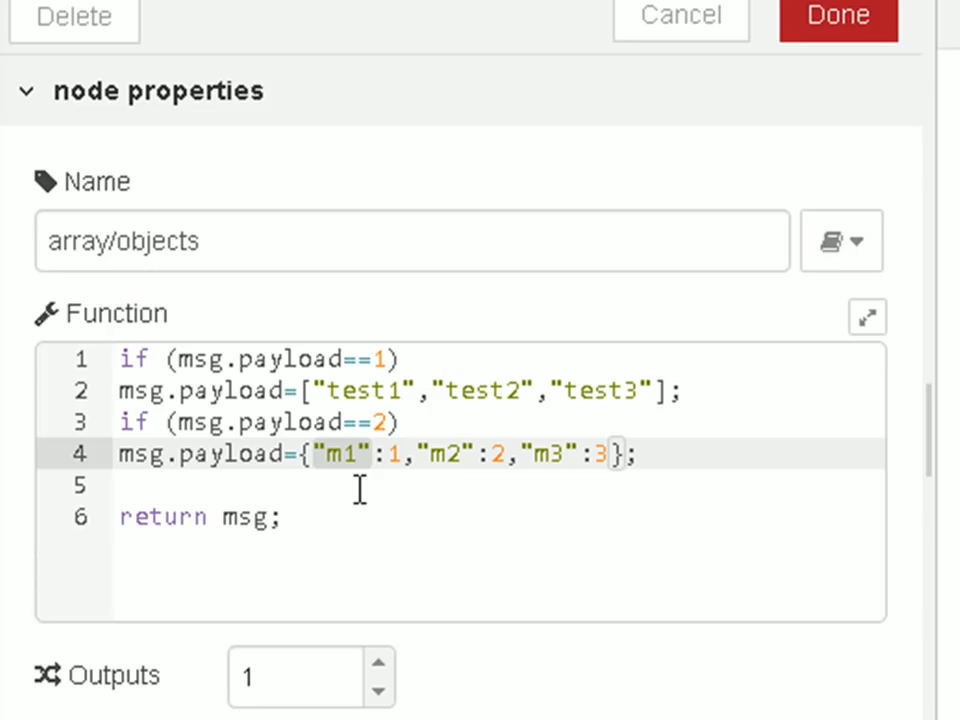 Delete
Cancel
Done
node properties
Name
array/objects
Function
1 if (msg.payload==1)
2 msg.payload=["test1","test2","test3"];
3 if (msg.payload==2)
4 msg.payload={"m1":1,"m2":2,"m3":3};
5
6 return msg;
Outputs
1